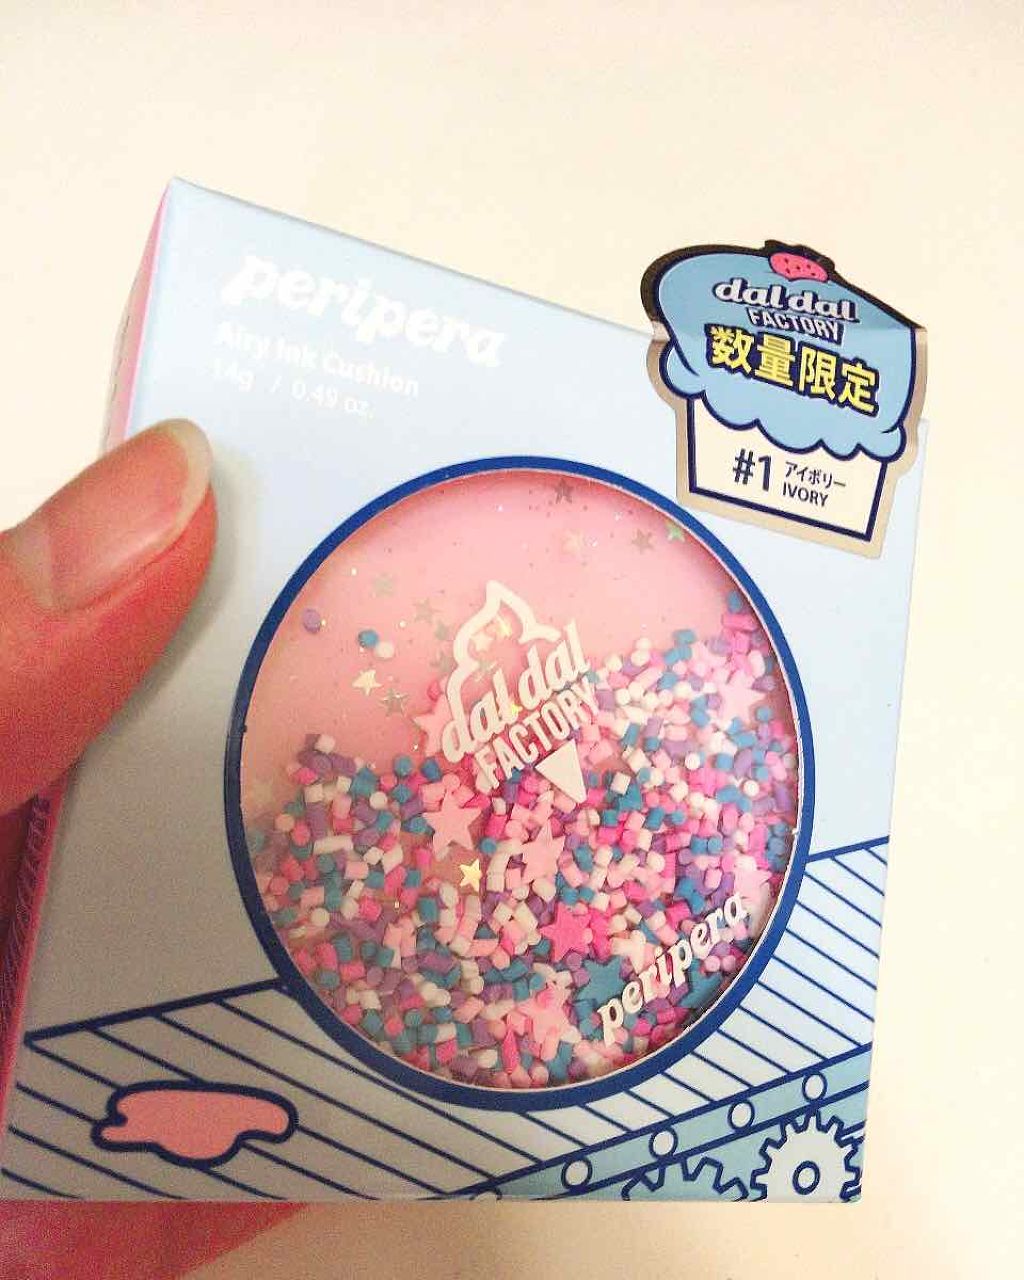 peripera
Airy Ink Cushion
14g / 0.49 oz.
dal dal
FACTORY
数量限定
#1 アイボリー
IVORY
dal dal
FACTORY
peripera